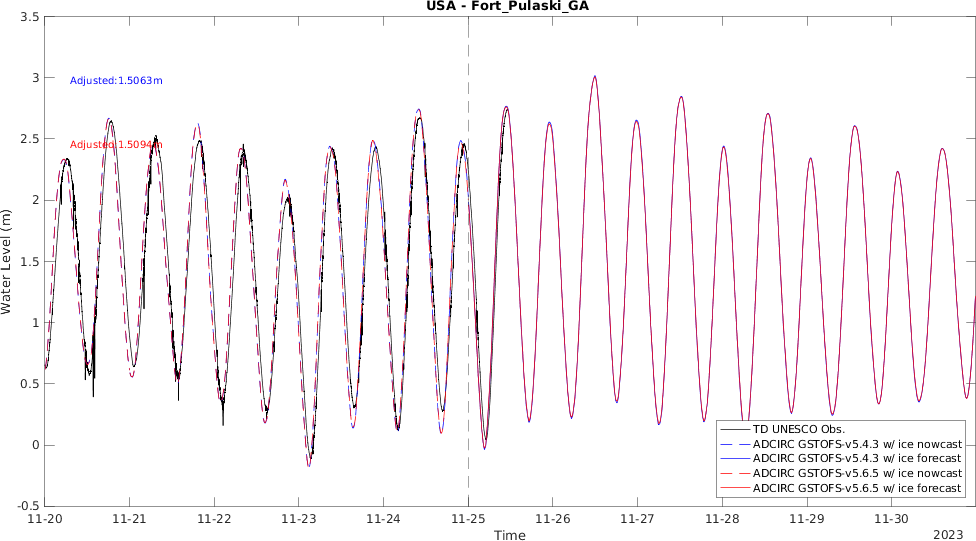 USA - Fort_Pulaski_GA
3.5
3
2.5
2
1.5
1
0.5
0
-0.5
Water Level (m)
Adjusted:1.5063m
Adjusted:1.5094m
TD UNESCO Obs.
ADCIRC GSTOFS-v5.4.3 w/ ice nowcast
ADCIRC GSTOFS-v5.4.3 w/ ice forecast
ADCIRC GSTOFS-v5.6.5 w/ ice nowcast
ADCIRC GSTOFS-v5.6.5 w/ ice forecast
11-20 11-21 11-22 11-23 11-24 11-25 11-26 11-27 11-28 11-29 11-30
Time
2023